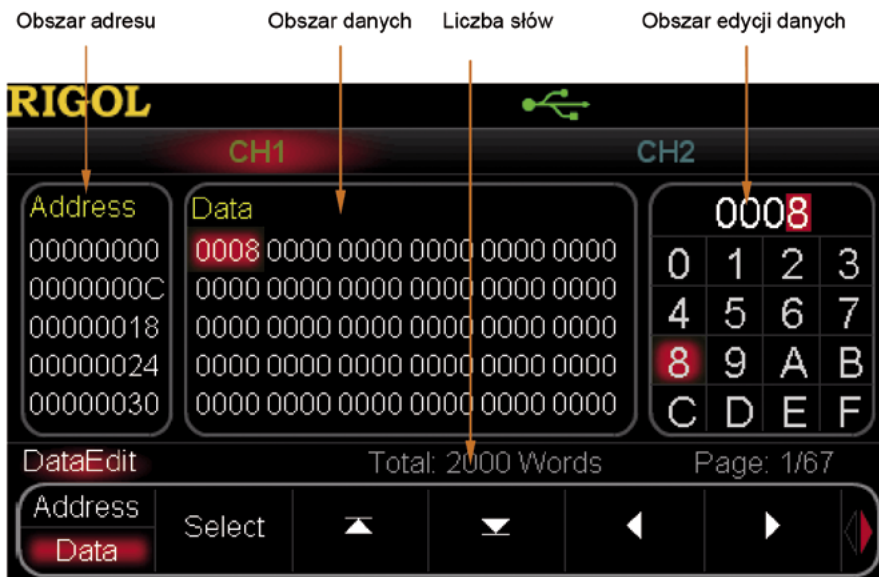 Obszar adresu Obszar danych Liczba słów Obszar edycji danych
RIGOL
CH1 CH2
Address Data 0008
00000000 0008 0000 0000 0000 0000 0000 0 1 2 3
0000000C 0000 0000 0000 0000 0000 0000 4 5 6 7
00000018 0000 0000 0000 0000 0000 0000 8 9 A B
00000024 0000 0000 0000 0000 0000 0000 C D E F
00000030 0000 0000 0000 0000 0000 0000
DataEdit Total: 2000 Words Page: 1/67
Address
Select
Data